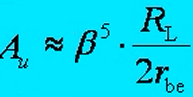 A_u ≈ β^5 · R_L / 2r_be